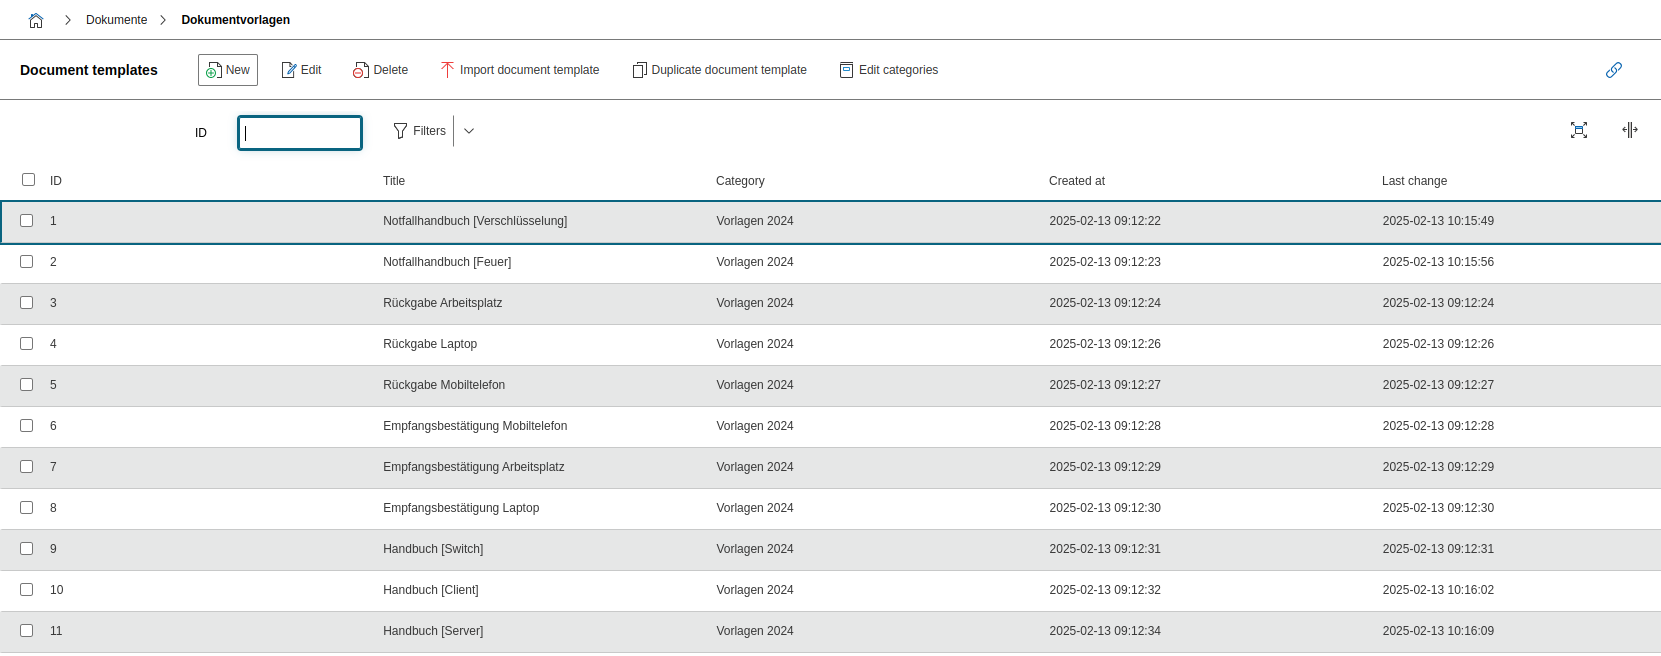 Dokumente Dokumentvorlagen
Document templates New Edit Delete Import document template Duplicate document template Edit categories
ID Filters
ID Title Category Created at Last change
1 Notfallhandbuch [Verschlüsselung] Vorlagen 2024 2025-02-13 09:12:22 2025-02-13 10:15:49
2 Notfallhandbuch [Feuer] Vorlagen 2024 2025-02-13 09:12:23 2025-02-13 10:15:56
3 Rückgabe Arbeitsplatz Vorlagen 2024 2025-02-13 09:12:24 2025-02-13 09:12:24
4 Rückgabe Laptop Vorlagen 2024 2025-02-13 09:12:26 2025-02-13 09:12:26
5 Rückgabe Mobiltelefon Vorlagen 2024 2025-02-13 09:12:27 2025-02-13 09:12:27
6 Empfangsbestätigung Mobiltelefon Vorlagen 2024 2025-02-13 09:12:28 2025-02-13 09:12:28
7 Empfangsbestätigung Arbeitsplatz Vorlagen 2024 2025-02-13 09:12:29 2025-02-13 09:12:29
8 Empfangsbestätigung Laptop Vorlagen 2024 2025-02-13 09:12:30 2025-02-13 09:12:30
9 Handbuch [Switch] Vorlagen 2024 2025-02-13 09:12:31 2025-02-13 09:12:31
10 Handbuch [Client] Vorlagen 2024 2025-02-13 09:12:32 2025-02-13 10:16:02
11 Handbuch [Server] Vorlagen 2024 2025-02-13 09:12:34 2025-02-13 10:16:09